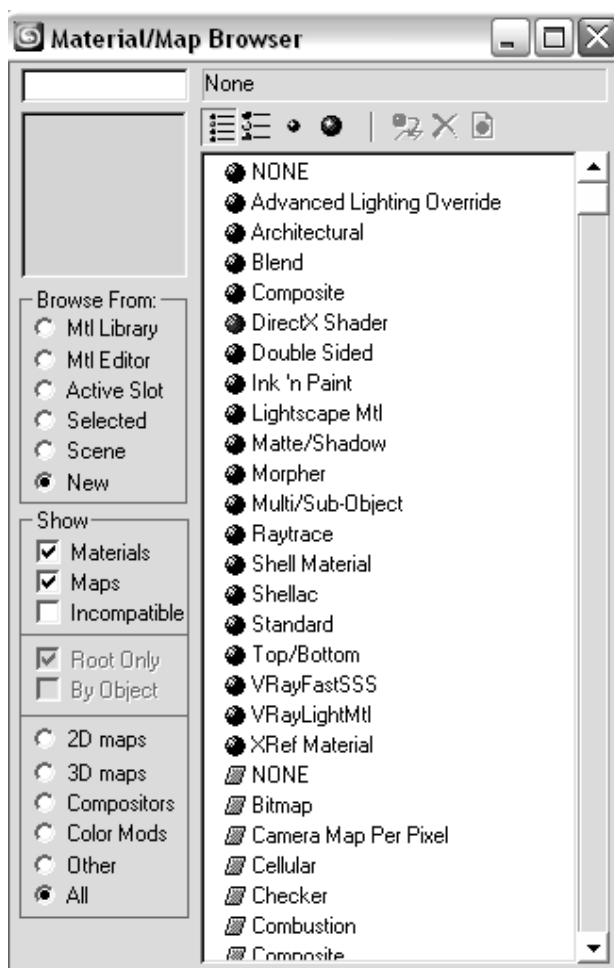 Material/Map Browser
None
Browse From:
Mtl Library
Mtl Editor
Active Slot
Selected
Scene
New
Show
Materials
Maps
Incompatible
Root Only
By Object
2D maps
3D maps
Compositors
Color Mods
Other
All
NONE
Advanced Lighting Override
Architectural
Blend
Composite
DirectX Shader
Double Sided
Ink 'n Paint
Lightscape Mtl
Matte/Shadow
Morpher
Multi/Sub-Object
Raytrace
Shell Material
Shellac
Standard
Top/Bottom
VRayFastSSS
VRayLightMtl
XRef Material
NONE
Bitmap
Camera Map Per Pixel
Cellular
Checker
Combustion
Composite